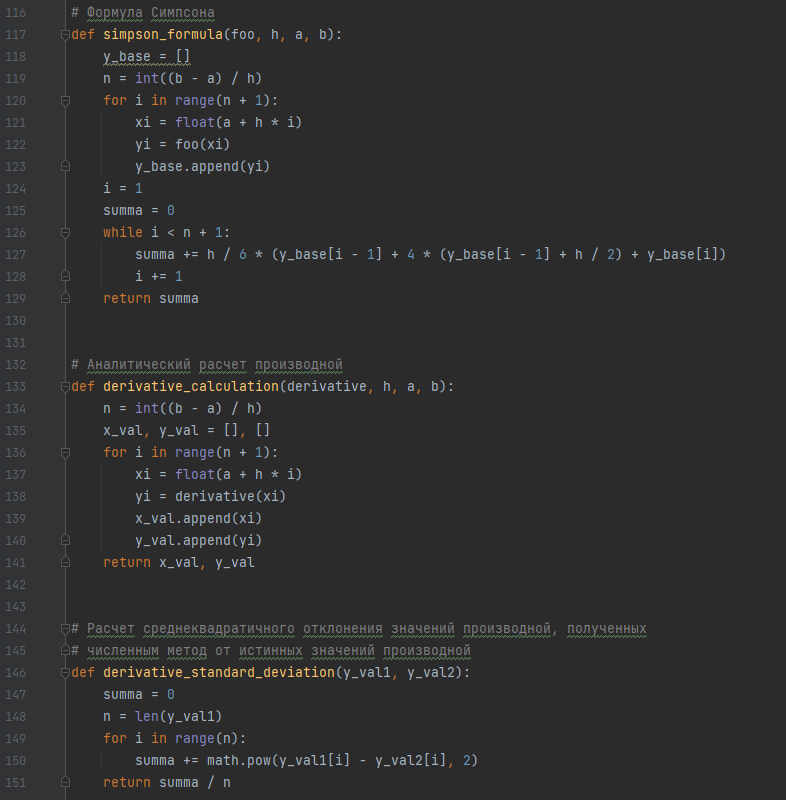 116 # Формула Симпсона
117 def simpson_formula(foo, h, a, b):
118     y_base = []
119     n = int((b - a) / h)
120     for i in range(n + 1):
121         xi = float(a + h * i)
122         yi = foo(xi)
123         y_base.append(yi)
124     i = 1
125     summa = 0
126     while i < n + 1:
127         summa += h / 6 * (y_base[i - 1] + 4 * (y_base[i - 1] + h / 2) + y_base[i])
128         i += 1
129     return summa
130
131
132 # Аналитический расчет производной
133 def derivative_calculation(derivative, h, a, b):
134     n = int((b - a) / h)
135     x_val, y_val = [], []
136     for i in range(n + 1):
137         xi = float(a + h * i)
138         yi = derivative(xi)
139         x_val.append(xi)
140         y_val.append(yi)
141     return x_val, y_val
142
143
144 # Расчет среднеквадратичного отклонения значений производной, полученных
145 # численным метод от истинных значений производной
146 def derivative_standard_deviation(y_val1, y_val2):
147     summa = 0
148     n = len(y_val1)
149     for i in range(n):
150         summa += math.pow(y_val1[i] - y_val2[i], 2)
151     return summa / n